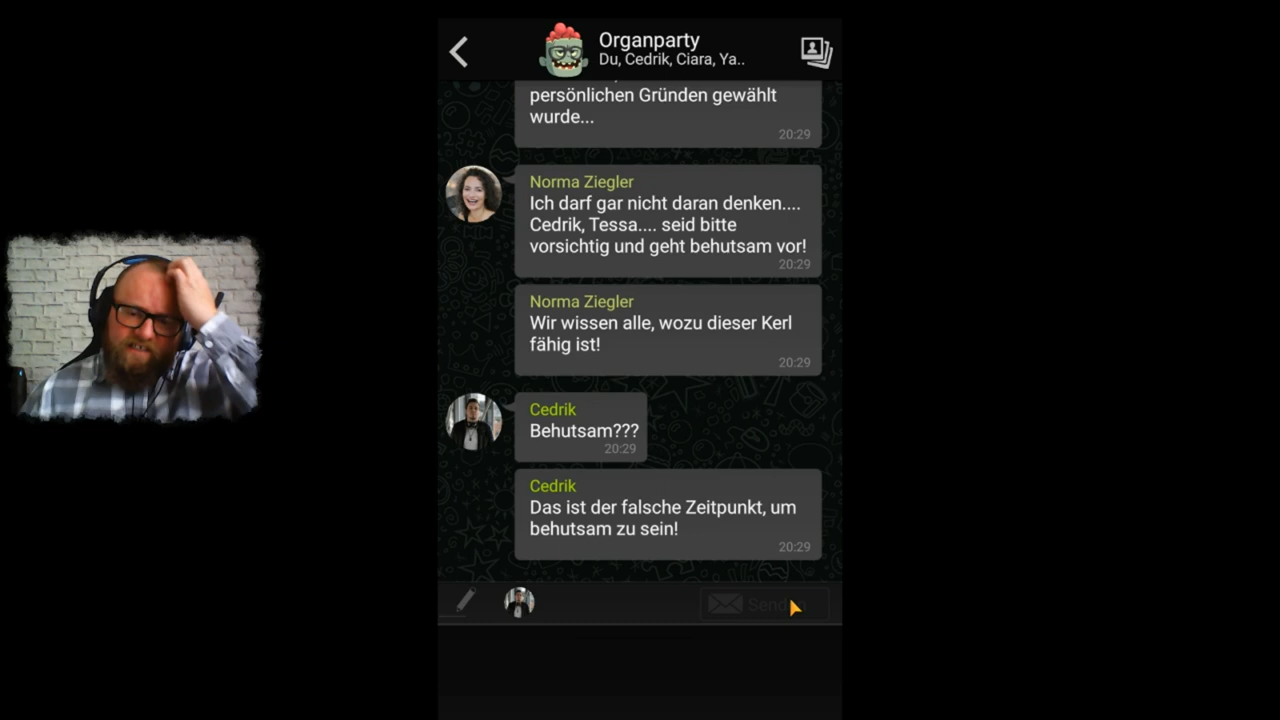 Organparty
Du, Cedrik, Ciara, Ya..
persönlichen Gründen gewählt
wurde...
20:29
Norma Ziegler
Ich darf gar nicht daran denken....
Cedrik, Tessa.... seid bitte
vorsichtig und geht behutsam vor!
20:29
Norma Ziegler
Wir wissen alle, wozu dieser Kerl
fähig ist!
20:29
Cedrik
Behutsam???
20:29
Cedrik
Das ist der falsche Zeitpunkt, um
behutsam zu sein!
20:29